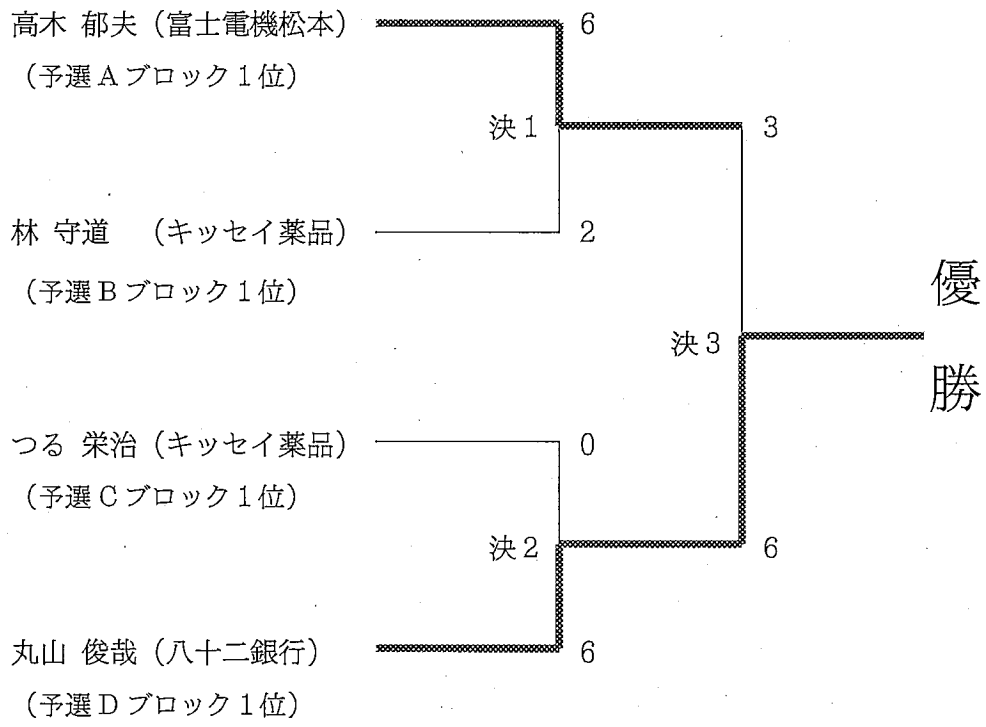 高木 郁夫（富士電機松本） 6
（予選Aブロック1位）
決1 3
林 守道 （キッセイ薬品） 2
（予選Bブロック1位）
優勝
決3
つる 栄治（キッセイ薬品） 0
（予選Cブロック1位）
決2 6
丸山 俊哉（八十二銀行） 6
（予選Dブロック1位）